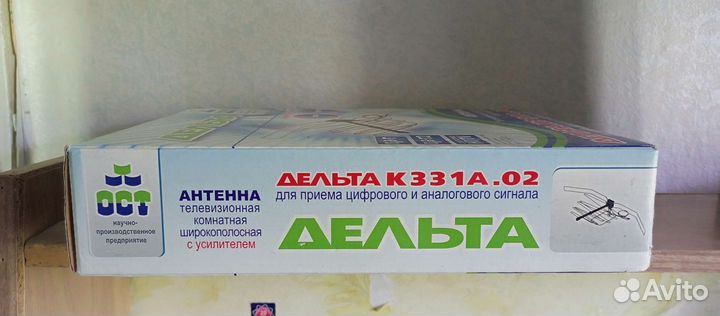 ДЕЛЬТА
ОСТ
научно-
производственное
предприятие
АНТЕННА
телевизионная
комнатная
широкополосная
с усилителем
ДЕЛЬТА К331А.02
для приема цифрового и аналогового сигнала
ДЕЛЬТА
Avito